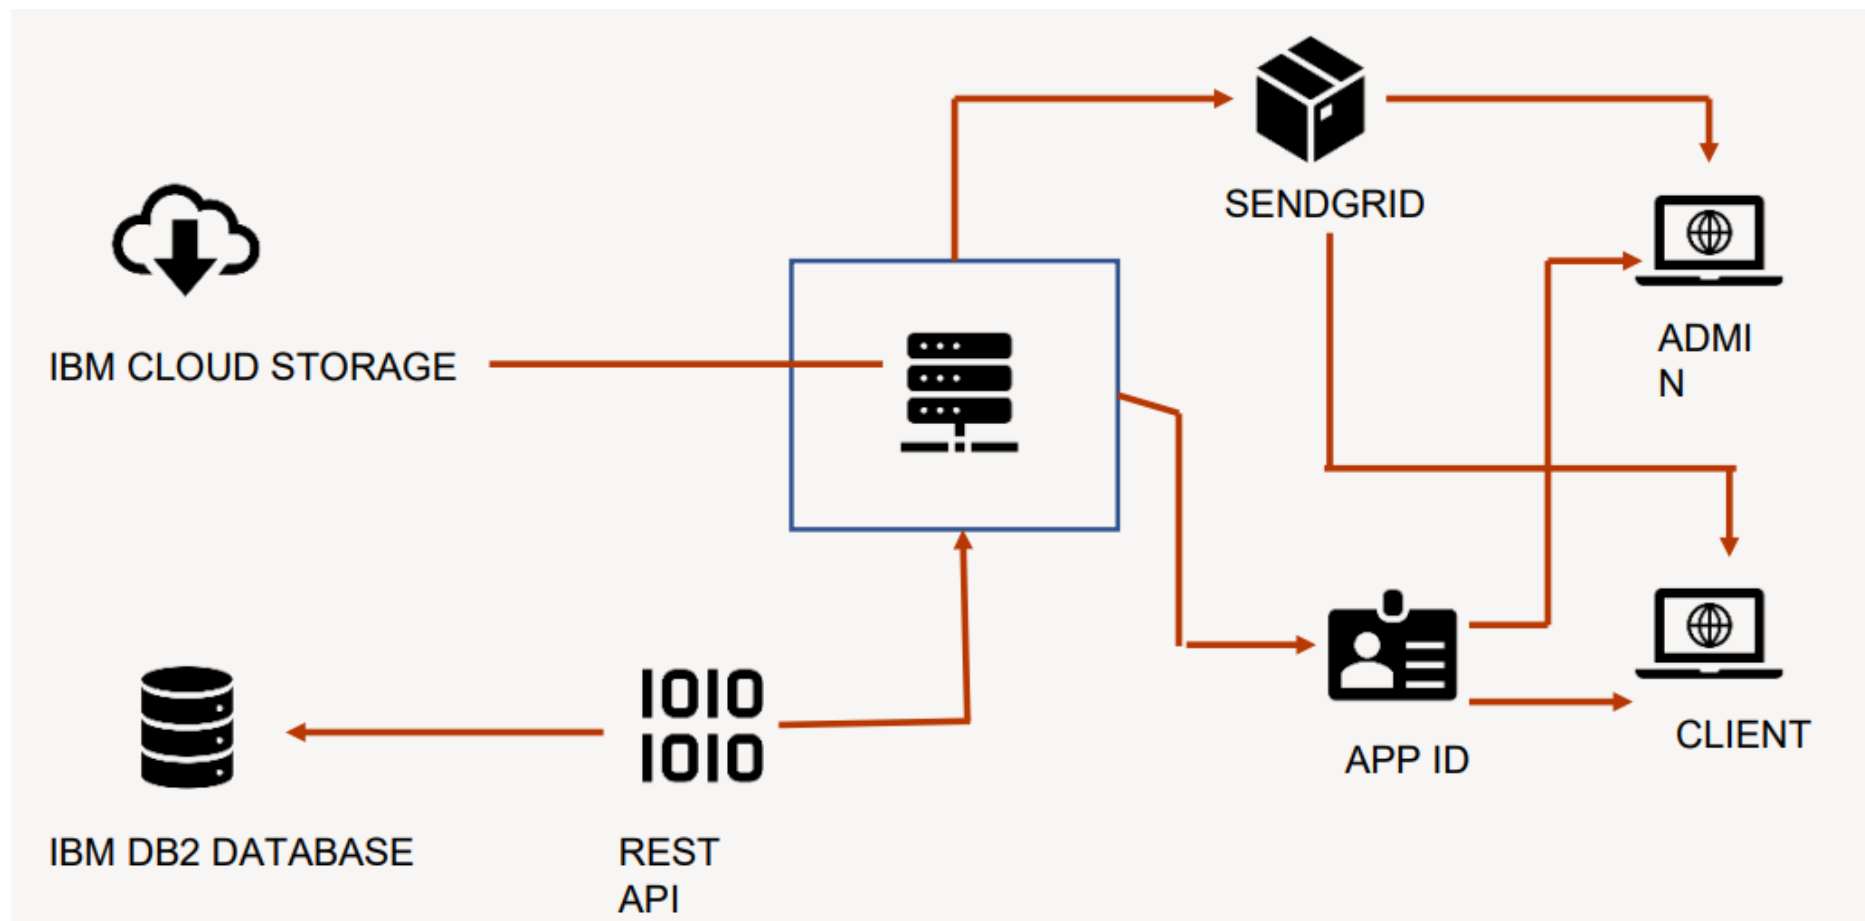 SENDGRID
IBM CLOUD STORAGE
ADMI
N
APP ID
CLIENT
IBM DB2 DATABASE
REST
API